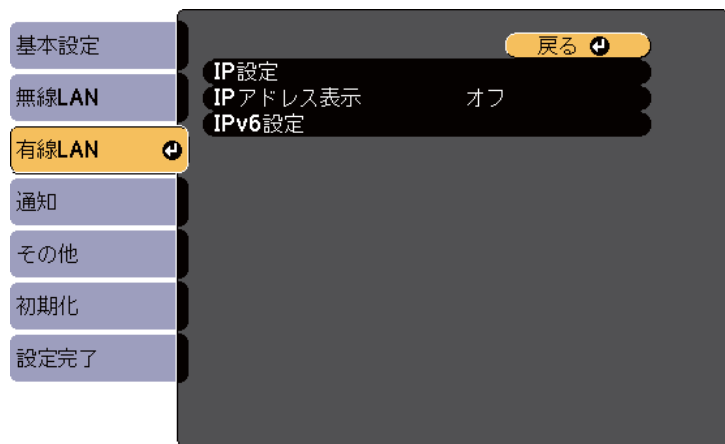 基本設定
無線LAN
有線LAN
通知
その他
初期化
設定完了
戻る
IP設定
IPアドレス表示 オフ
IPv6設定